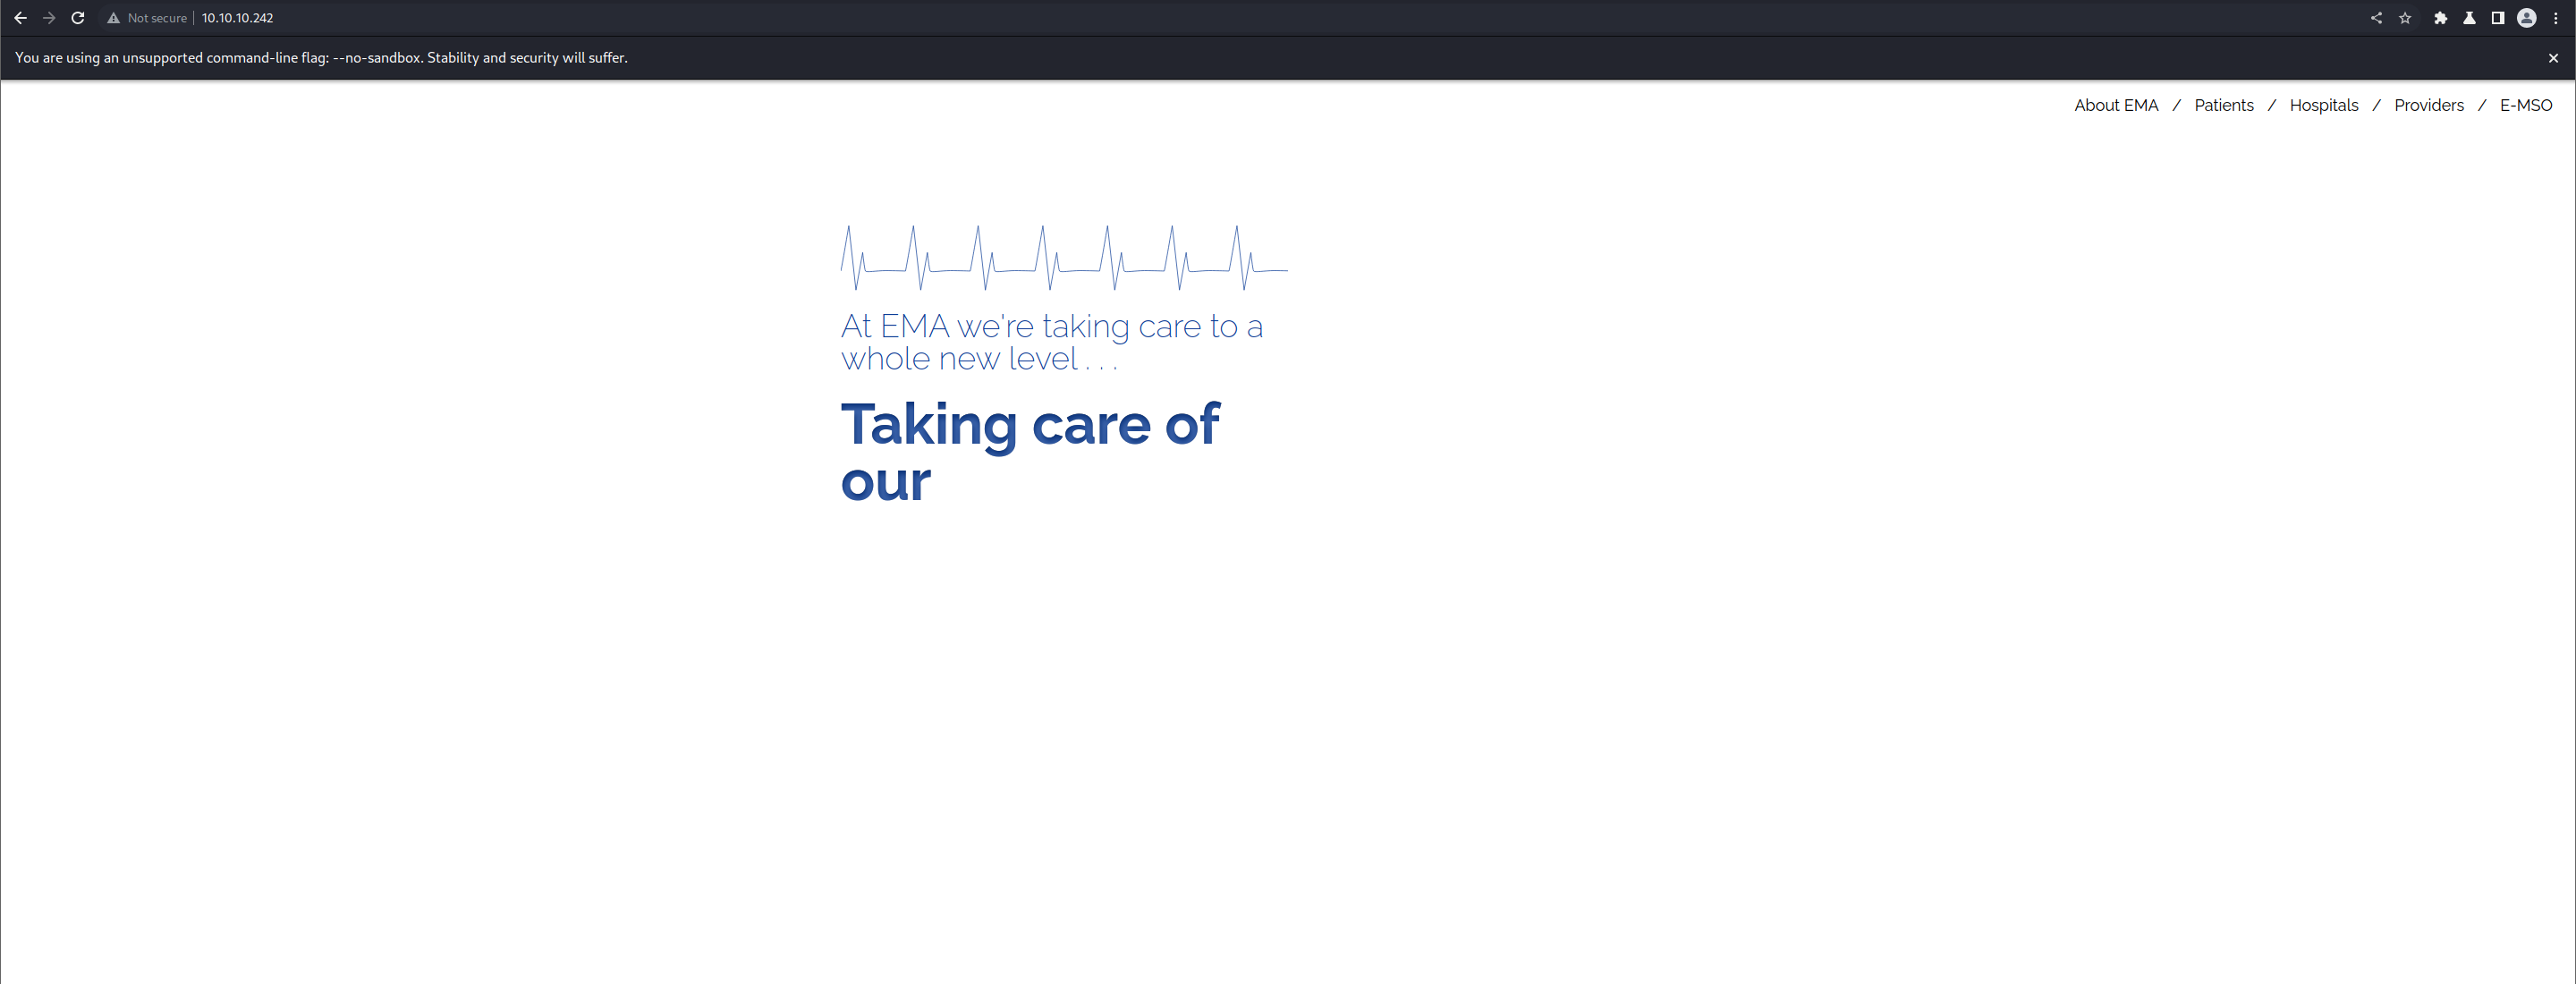 Not secure | 10.10.10.242
You are using an unsupported command-line flag: --no-sandbox. Stability and security will suffer.
About EMA / Patients / Hospitals / Providers / E-MSO
At EMA we're taking care to a
whole new level . . .
Taking care of
our